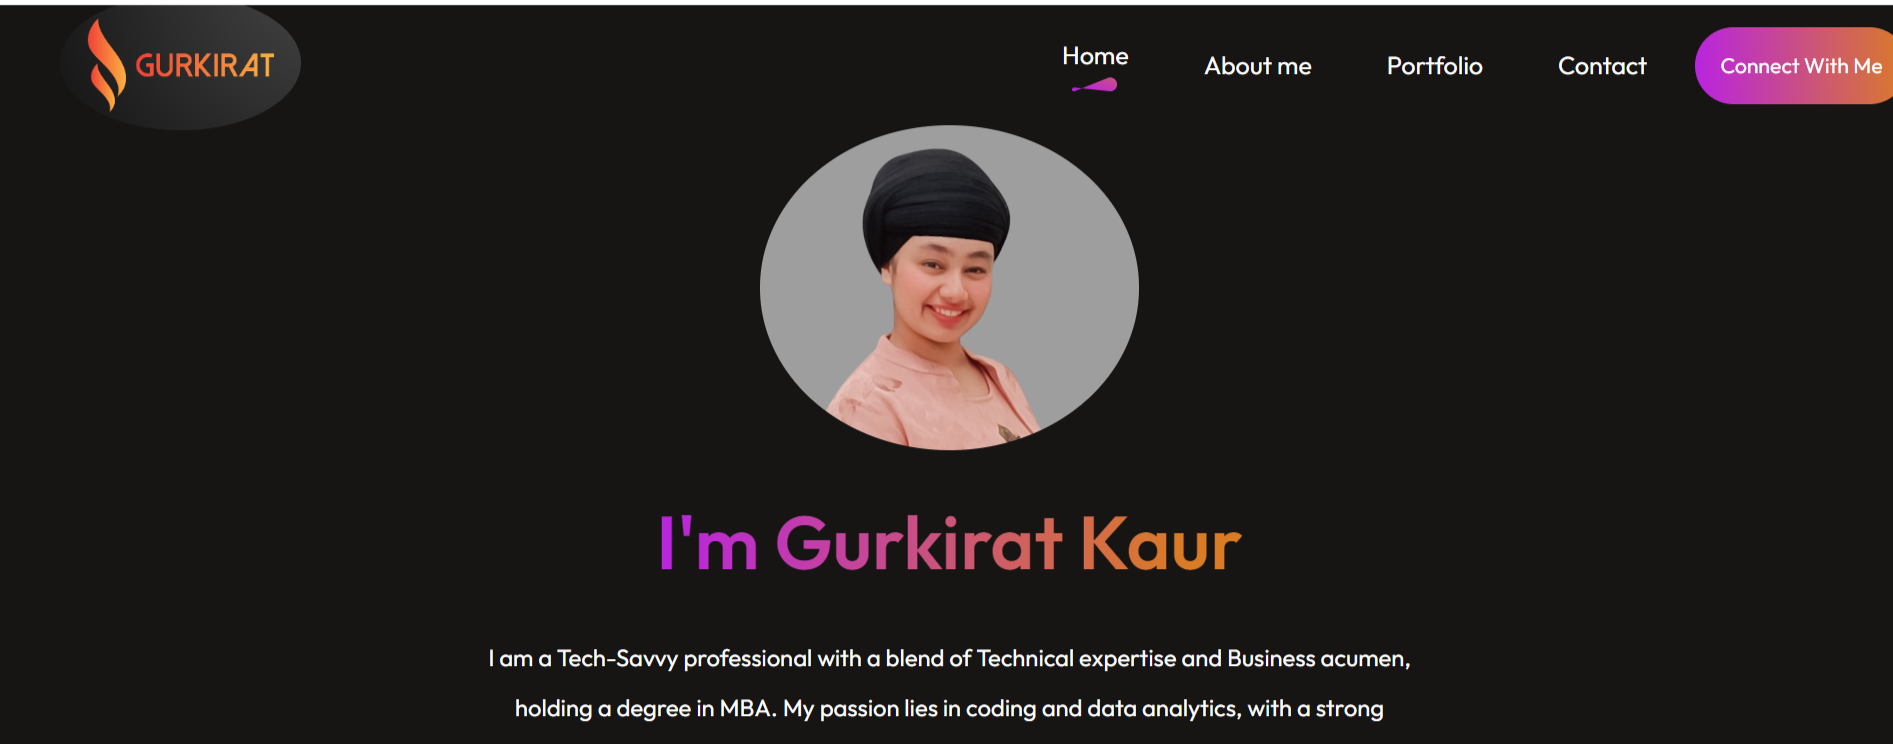 GURKIRAT
Home
About me
Portfolio
Contact
Connect With Me
I'm Gurkirat Kaur
I am a Tech-Savvy professional with a blend of Technical expertise and Business acumen,
holding a degree in MBA. My passion lies in coding and data analytics, with a strong